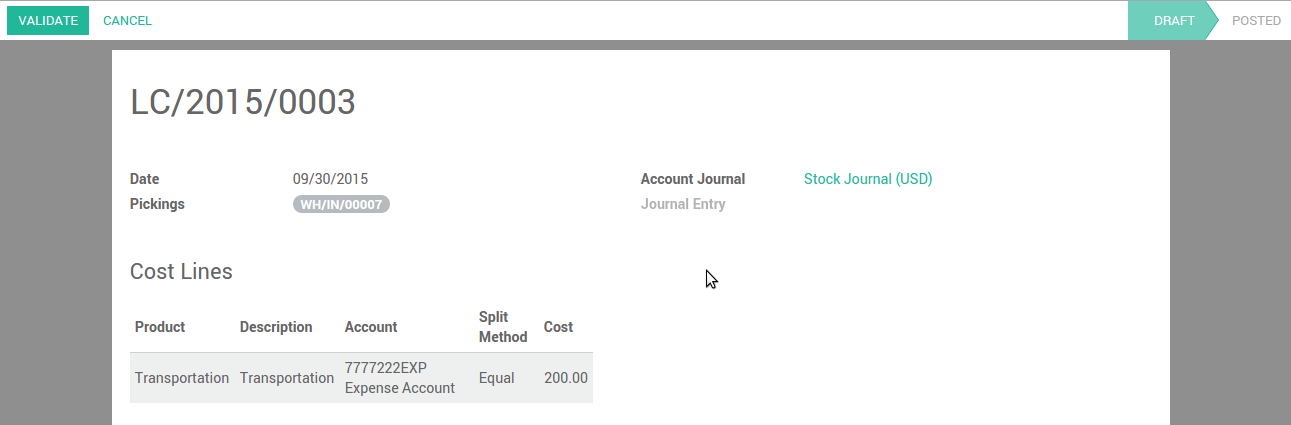 VALIDATE CANCEL DRAFT POSTED
LC/2015/0003
Date 09/30/2015 Account Journal Stock Journal (USD)
Pickings WH/IN/00007 Journal Entry
Cost Lines
Product Description Account Split Method Cost
Transportation Transportation 7777222EXP Expense Account Equal 200.00